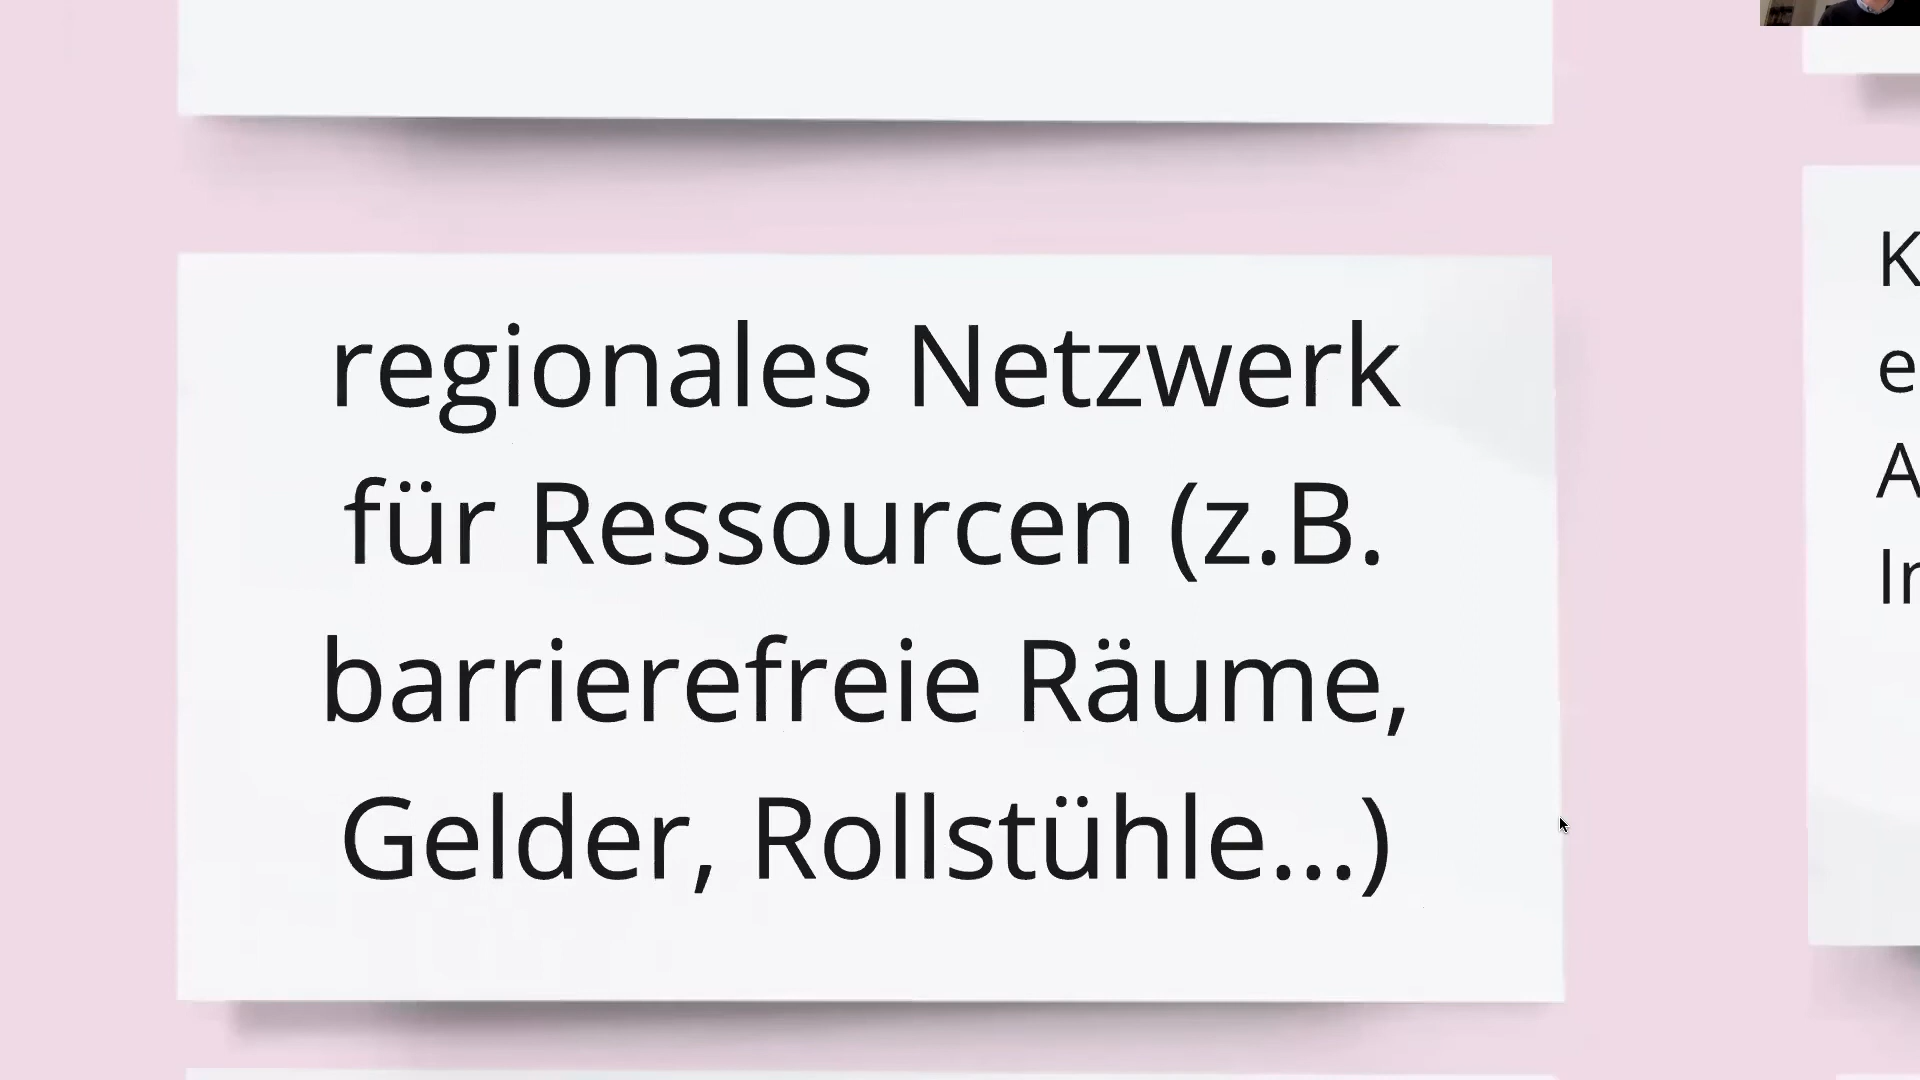 regionales Netzwerk
für Ressourcen (z.B.
barrierefreie Räume,
Gelder, Rollstühle...)